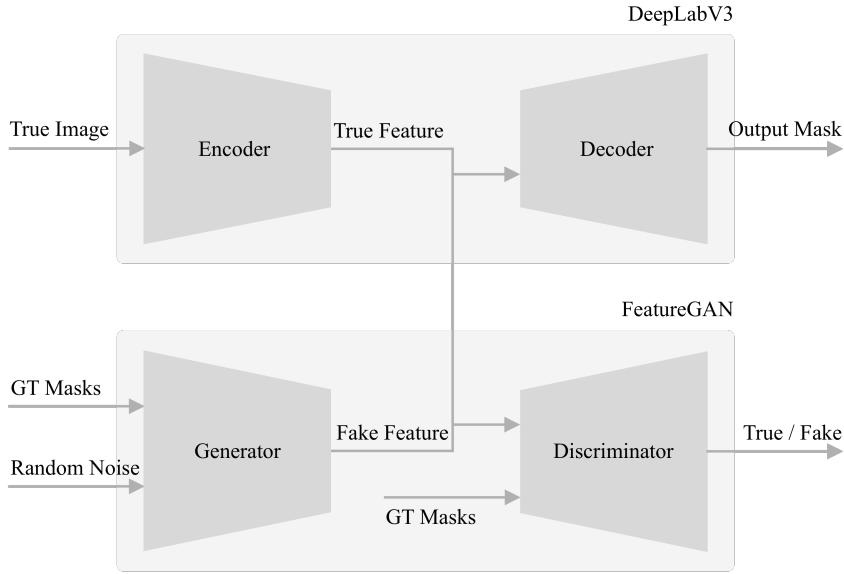 DeepLabV3
True Image
Encoder
True Feature
Decoder
Output Mask
FeatureGAN
GT Masks
Random Noise
Generator
Fake Feature
GT Masks
Discriminator
True / Fake